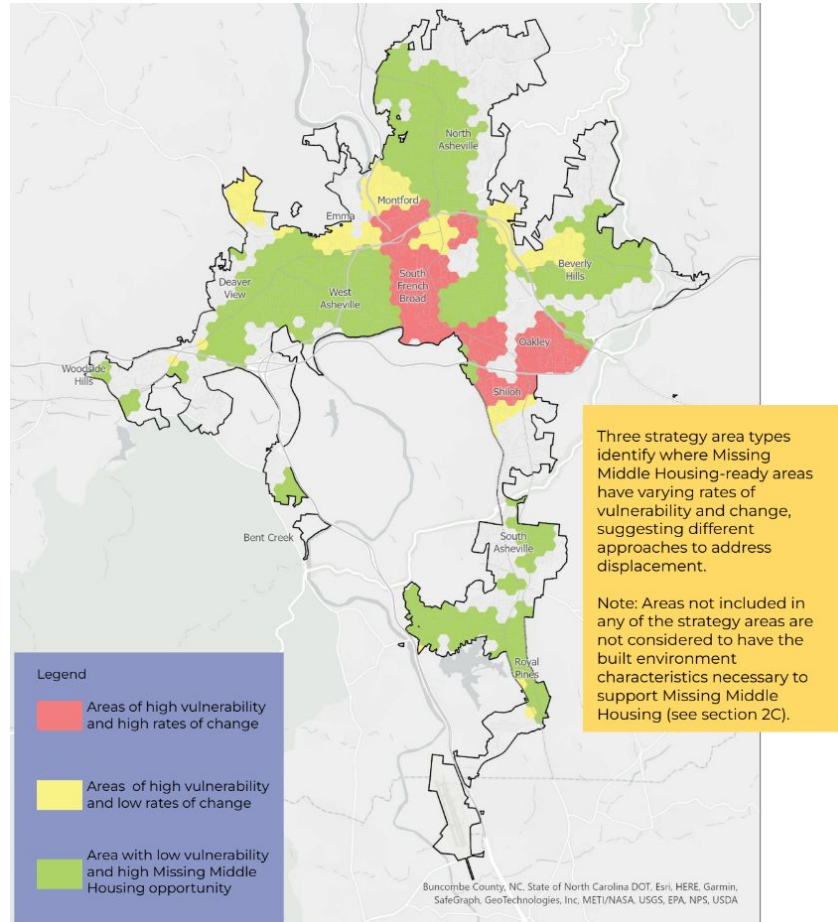 North
Asheville
Montford
Emma
Beverly
Hills
Deaver
View
South
French
Broad
West
Asheville
Oakley
Woodside
Hills
Shiloh
Three strategy area types
identify where Missing
Middle Housing-ready areas
have varying rates of
vulnerability and change,
suggesting different
approaches to address
displacement.
Note: Areas not included in
any of the strategy areas are
not considered to have the
built environment
characteristics necessary to
support Missing Middle
Housing (see section 2C).
South
Asheville
Bent Creek
Royal
Pines
Legend
Areas of high vulnerability
and high rates of change
Areas of high vulnerability
and low rates of change
Area with low vulnerability
and high Missing Middle
Housing opportunity
Buncombe County, NC, State of North Carolina DOT, Esri, HERE, Garmin,
SafeGraph, GeoTechnologies, Inc, METI/NASA, USGS, EPA, NPS, USDA